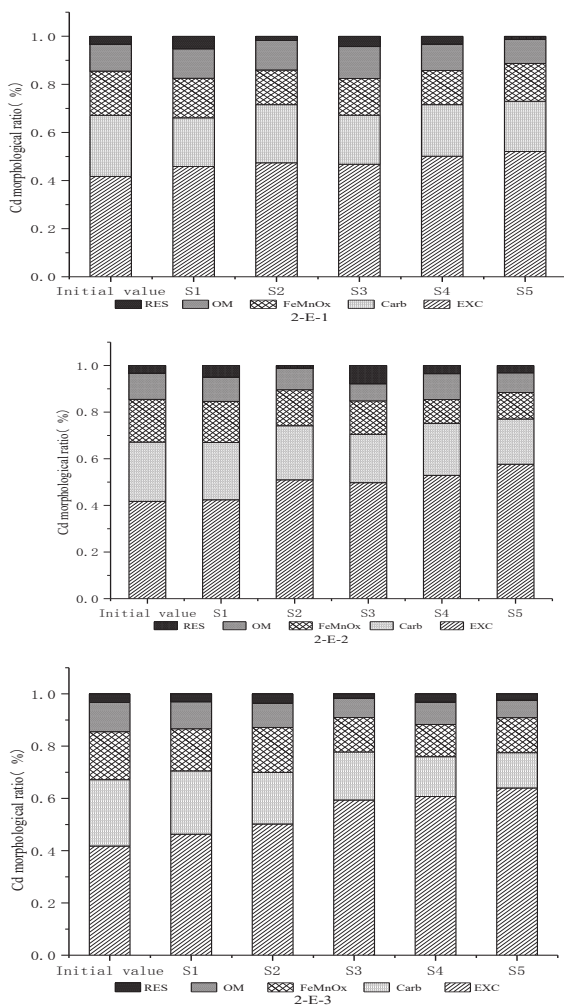 1.0
0.8
0.6
0.4
0.2
0.0
Cd morphological ratio( %)
Initial value S1 S2 S3 S4 S5
RES OM FeMnOx Carb EXC
2-E-1
1.0
0.8
0.6
0.4
0.2
0.0
Cd morphological ratio( %)
Initial value S1 S2 S3 S4 S5
RES OM FeMnOx Carb EXC
2-E-2
1.0
0.8
0.6
0.4
0.2
0.0
Cd morphological ratio( %)
Initial value S1 S2 S3 S4 S5
RES OM FeMnOx Carb EXC
2-E-3